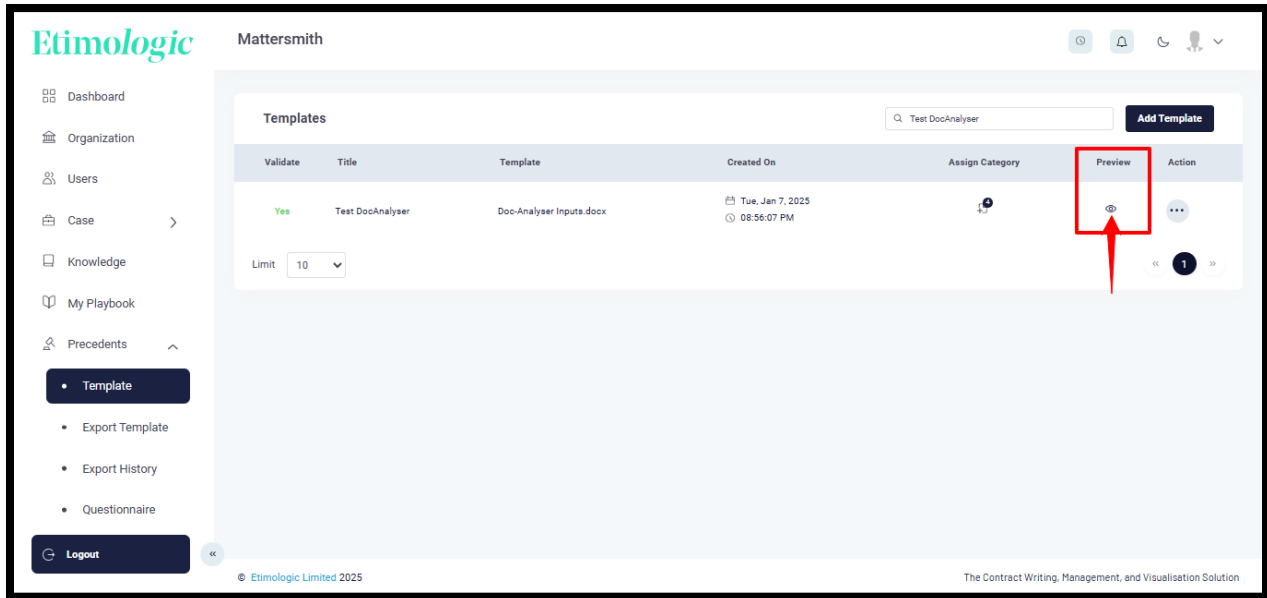 Etimologic
Mattersmith
Dashboard
Organization
Users
Case
Knowledge
My Playbook
Precedents
Template
Export Template
Export History
Questionnaire
Logout
Templates
Test DocAnalyser
Add Template
Validate Title Template Created On Assign Category Preview Action
Yes Test DocAnalyser Doc-Analyser Inputs.docx Tue, Jan 7, 2025 4
08:56:07 PM
Limit 10 « 1 »
«
© Etimologic Limited 2025 The Contract Writing, Management, and Visualisation Solution